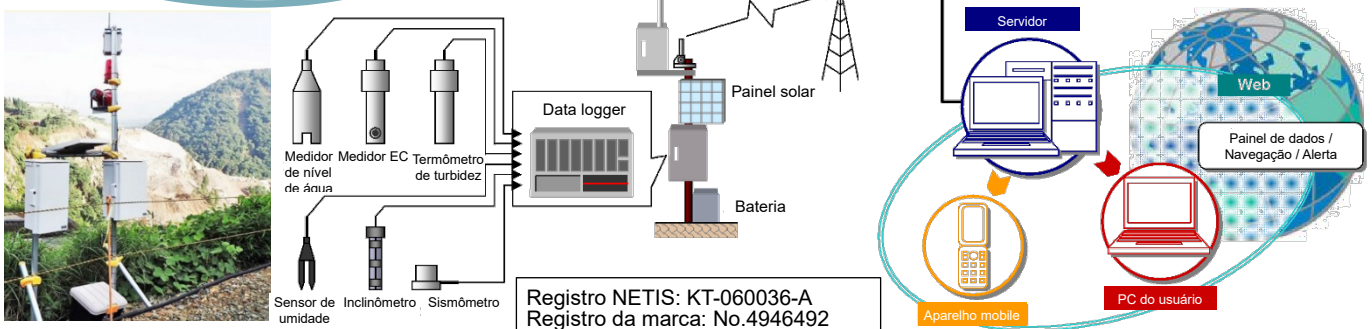 Servidor
Web
Painel solar
Data logger
Painel de dados /
Navegação / Alerta
Medidor
de nível
de água
Medidor EC
Termômetro
de turbidez
Bateria
Sensor de
umidade
Inclinômetro
Sismômetro
Registro NETIS: KT-060036-A
Registro da marca: No.4946492
Aparelho mobile
PC do usuário